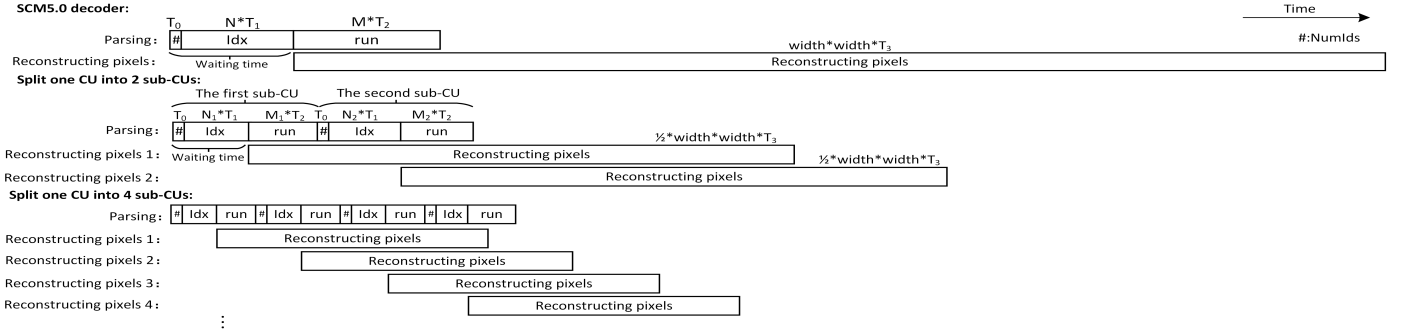 SCM5.0 decoder:
Time
T₀ N*T₁ M*T₂
Parsing: # Idx run
#:NumIds
Waiting time
width*width*T₃
Reconstructing pixels: Reconstructing pixels
Split one CU into 2 sub-CUs:
The first sub-CU The second sub-CU
T₀ N₁*T₁ M₁*T₂ T₀ N₂*T₁ M₂*T₂
Parsing: # Idx run # Idx run
½*width*width*T₃
Reconstructing pixels 1: Waiting time Reconstructing pixels
½*width*width*T₃
Reconstructing pixels 2: Reconstructing pixels
Split one CU into 4 sub-CUs:
Parsing: # Idx run # Idx run # Idx run # Idx run
Reconstructing pixels 1: Reconstructing pixels
Reconstructing pixels 2: Reconstructing pixels
Reconstructing pixels 3: Reconstructing pixels
Reconstructing pixels 4: Reconstructing pixels
⋮